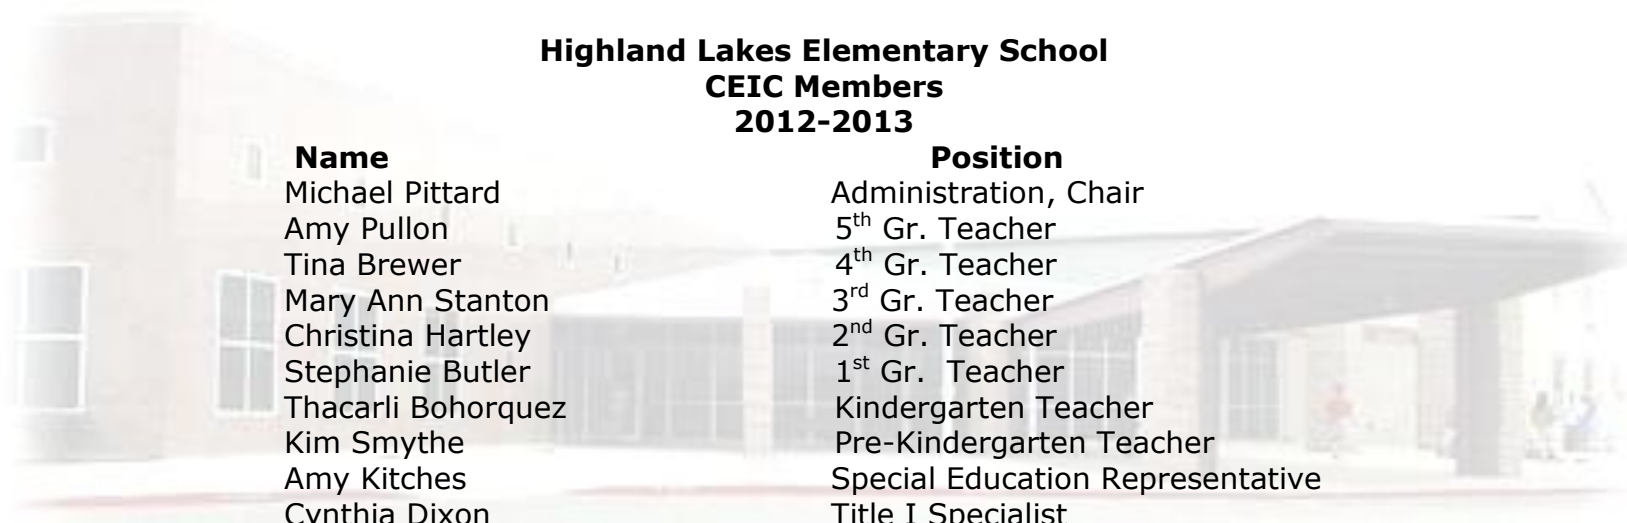 Highland Lakes Elementary School
CEIC Members
2012-2013
Name Position
Michael Pittard Administration, Chair
Amy Pullon 5th Gr. Teacher
Tina Brewer 4th Gr. Teacher
Mary Ann Stanton 3rd Gr. Teacher
Christina Hartley 2nd Gr. Teacher
Stephanie Butler 1st Gr. Teacher
Thacarli Bohorquez Kindergarten Teacher
Kim Smythe Pre-Kindergarten Teacher
Amy Kitches Special Education Representative
Cynthia Dixon Title I Specialist